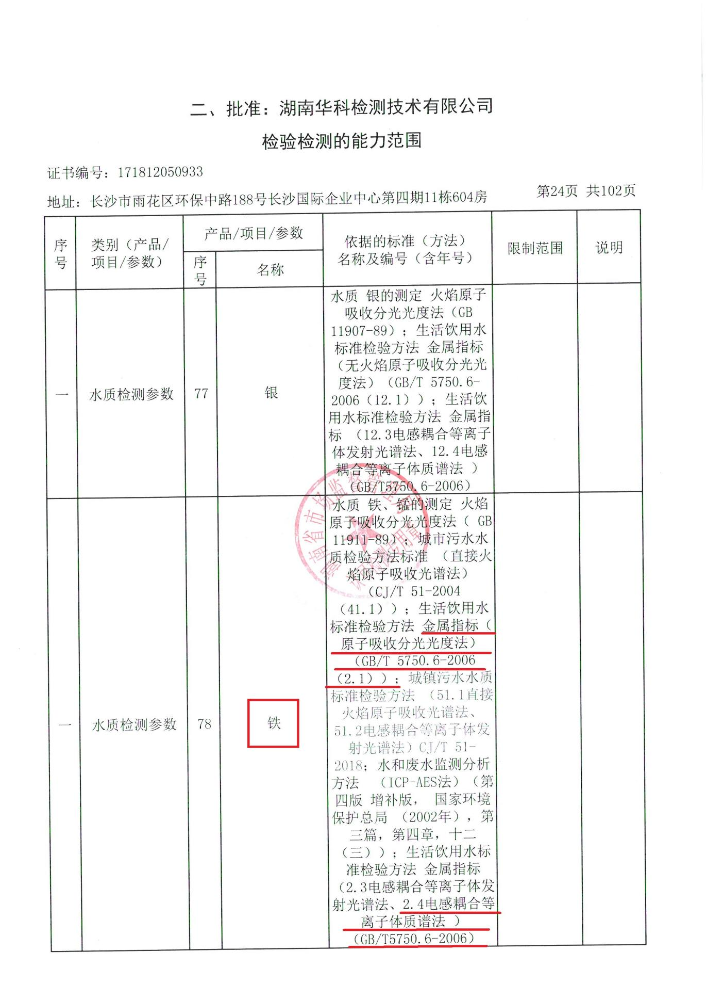 二、批准：湖南华科检测技术有限公司
检验检测的能力范围
证书编号：171812050933
地址：长沙市雨花区环保中路188号长沙国际企业中心第四期11栋604房
第24页 共102页
序号
类别（产品/
项目/参数）
产品/项目/参数
序号
名称
依据的标准（方法）
名称及编号（含年号）
限制范围
说明
一
水质检测参数
77
银
水质 银的测定 火焰原子
吸收分光光度法（GB
11907-89）；生活饮用水
标准检验方法 金属指标
（无火焰原子吸收分光光
度法）（GB/T 5750.6-
2006（12.1））；生活饮
用水标准检验方法 金属指
标 （12.3电感耦合等离子
体发射光谱法、12.4电感
耦合等离子体质谱法 ）
（GB/T5750.6-2006）
一
水质检测参数
78
铁
水质 铁、锰的测定 火焰
原子吸收分光光度法（ GB
11911-89）；城市污水水
质检验方法标准 （直接火
焰原子吸收光谱法）
（CJ/T 51-2004
（41.1））；生活饮用水
标准检验方法 金属指标（
原子吸收分光光度法）
（GB/T 5750.6-2006
（2.1））；城镇污水水质
标准检验方法 （51.1直接
火焰原子吸收光谱法、
51.2电感耦合等离子体发
射光谱法）CJ/T 51-
2018；水和废水监测分析
方法 （ICP-AES法）（第
四版 增补版， 国家环境
保护总局 （2002年），第
三篇，第四章，十二
（三））；生活饮用水标
准检验方法 金属指标
（2.3电感耦合等离子体发
射光谱法、2.4电感耦合等
离子体质谱法 ）
（GB/T5750.6-2006）
湖南省市场监督管理局